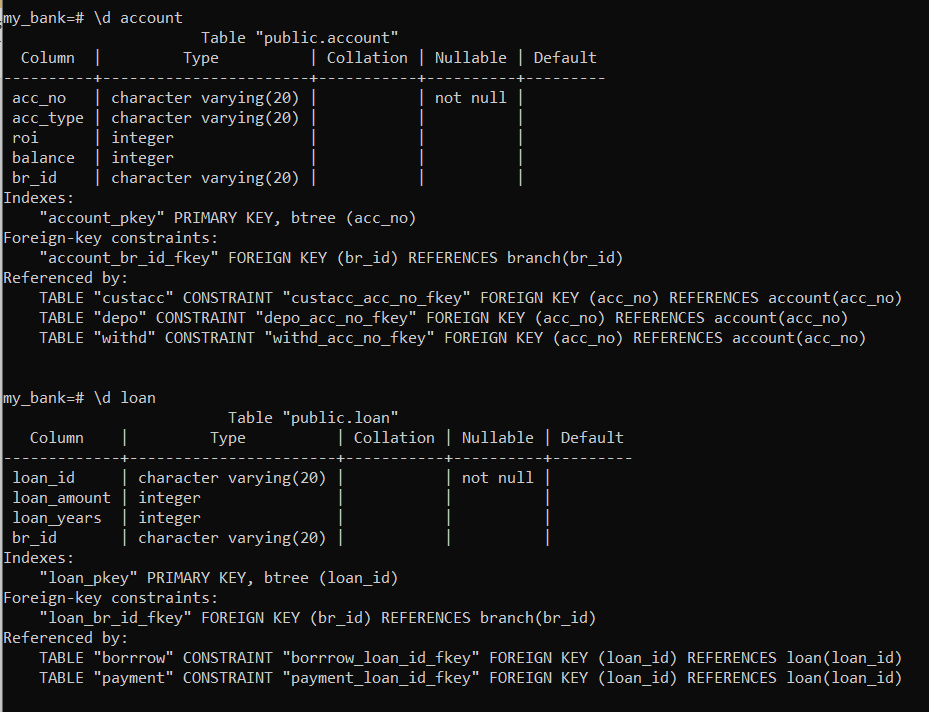 my_bank=# \d account
                      Table "public.account"
  Column  |         Type          | Collation | Nullable | Default
----------+-----------------------+-----------+----------+---------
 acc_no   | character varying(20) |           | not null |
 acc_type | character varying(20) |           |          |
 roi      | integer               |           |          |
 balance  | integer               |           |          |
 br_id    | character varying(20) |           |          |
Indexes:
    "account_pkey" PRIMARY KEY, btree (acc_no)
Foreign-key constraints:
    "account_br_id_fkey" FOREIGN KEY (br_id) REFERENCES branch(br_id)
Referenced by:
    TABLE "custacc" CONSTRAINT "custacc_acc_no_fkey" FOREIGN KEY (acc_no) REFERENCES account(acc_no)
    TABLE "depo" CONSTRAINT "depo_acc_no_fkey" FOREIGN KEY (acc_no) REFERENCES account(acc_no)
    TABLE "withd" CONSTRAINT "withd_acc_no_fkey" FOREIGN KEY (acc_no) REFERENCES account(acc_no)
my_bank=# \d loan
                         Table "public.loan"
   Column    |         Type          | Collation | Nullable | Default
-------------+-----------------------+-----------+----------+---------
 loan_id     | character varying(20) |           | not null |
 loan_amount | integer               |           |          |
 loan_years  | integer               |           |          |
 br_id       | character varying(20) |           |          |
Indexes:
    "loan_pkey" PRIMARY KEY, btree (loan_id)
Foreign-key constraints:
    "loan_br_id_fkey" FOREIGN KEY (br_id) REFERENCES branch(br_id)
Referenced by:
    TABLE "borrrow" CONSTRAINT "borrrow_loan_id_fkey" FOREIGN KEY (loan_id) REFERENCES loan(loan_id)
    TABLE "payment" CONSTRAINT "payment_loan_id_fkey" FOREIGN KEY (loan_id) REFERENCES loan(loan_id)